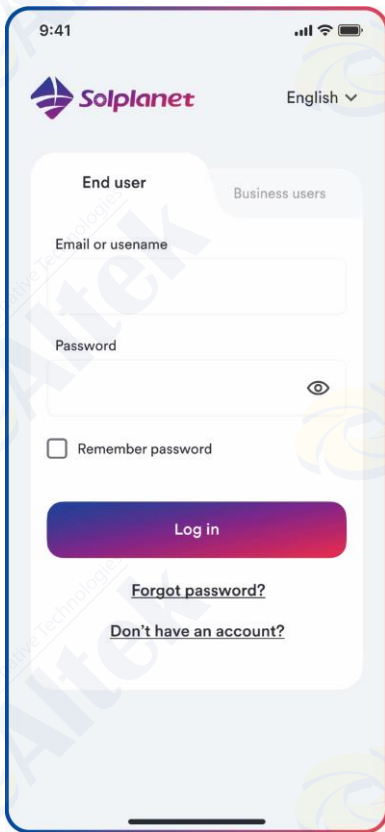 9:41
Solplanet
English
End user
Business users
Email or usename
Password
Remember password
Log in
Forgot password?
Don't have an account?